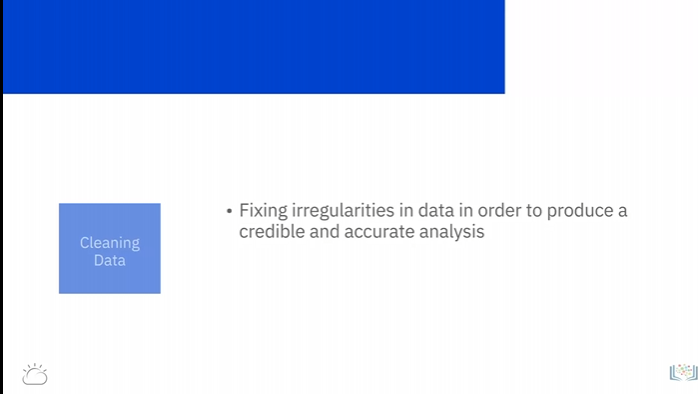 Cleaning
Data
• Fixing irregularities in data in order to produce a
credible and accurate analysis